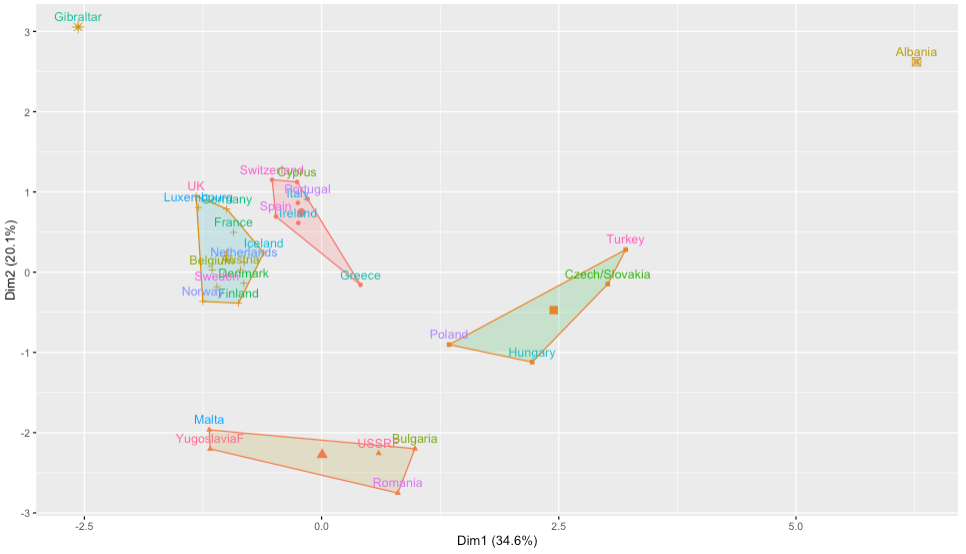 Gibraltar
Albania
Switzerland
Cyprus
UK
Portugal
Italy
Luxembourg
Germany
Spain
Ireland
France
Iceland
Turkey
Netherlands
Belgium
Austria
Sweden
Denmark
Greece
Czech/Slovakia
Norway
Finland
Poland
Hungary
Malta
YugoslaviaF
USSRF
Bulgaria
Romania
3
2
1
0
-1
-2
-3
Dim2 (20.1%)
-2.5
0.0
2.5
5.0
Dim1 (34.6%)